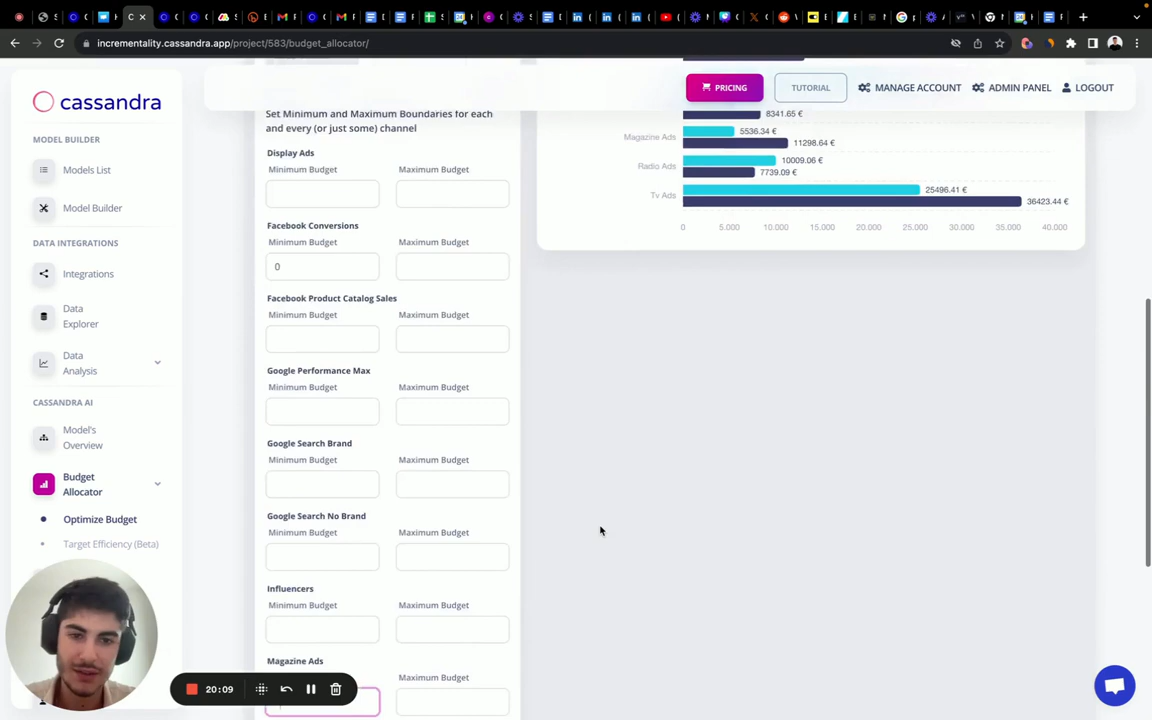 incrementality.cassandra.app/project/583/budget_allocator/
cassandra
PRICING
TUTORIAL
MANAGE ACCOUNT
ADMIN PANEL
LOGOUT
MODEL BUILDER
Models List
Model Builder
DATA INTEGRATIONS
Integrations
Data
Explorer
Data
Analysis
CASSANDRA AI
Model's
Overview
Budget
Allocator
Optimize Budget
Target Efficiency (Beta)
Set Minimum and Maximum Boundaries for each
and every (or just some) channel
Display Ads
Minimum Budget Maximum Budget
Facebook Conversions
Minimum Budget Maximum Budget
0
Facebook Product Catalog Sales
Minimum Budget Maximum Budget
Google Performance Max
Minimum Budget Maximum Budget
Google Search Brand
Minimum Budget Maximum Budget
Google Search No Brand
Minimum Budget Maximum Budget
Influencers
Minimum Budget Maximum Budget
Magazine Ads
Maximum Budget
8341.65 €
Magazine Ads 5536.34 €
11298.64 €
Radio Ads 10009.06 €
7739.09 €
Tv Ads 25496.41 €
36423.44 €
0 5.000 10.000 15.000 20.000 25.000 30.000 35.000 40.000
20:09